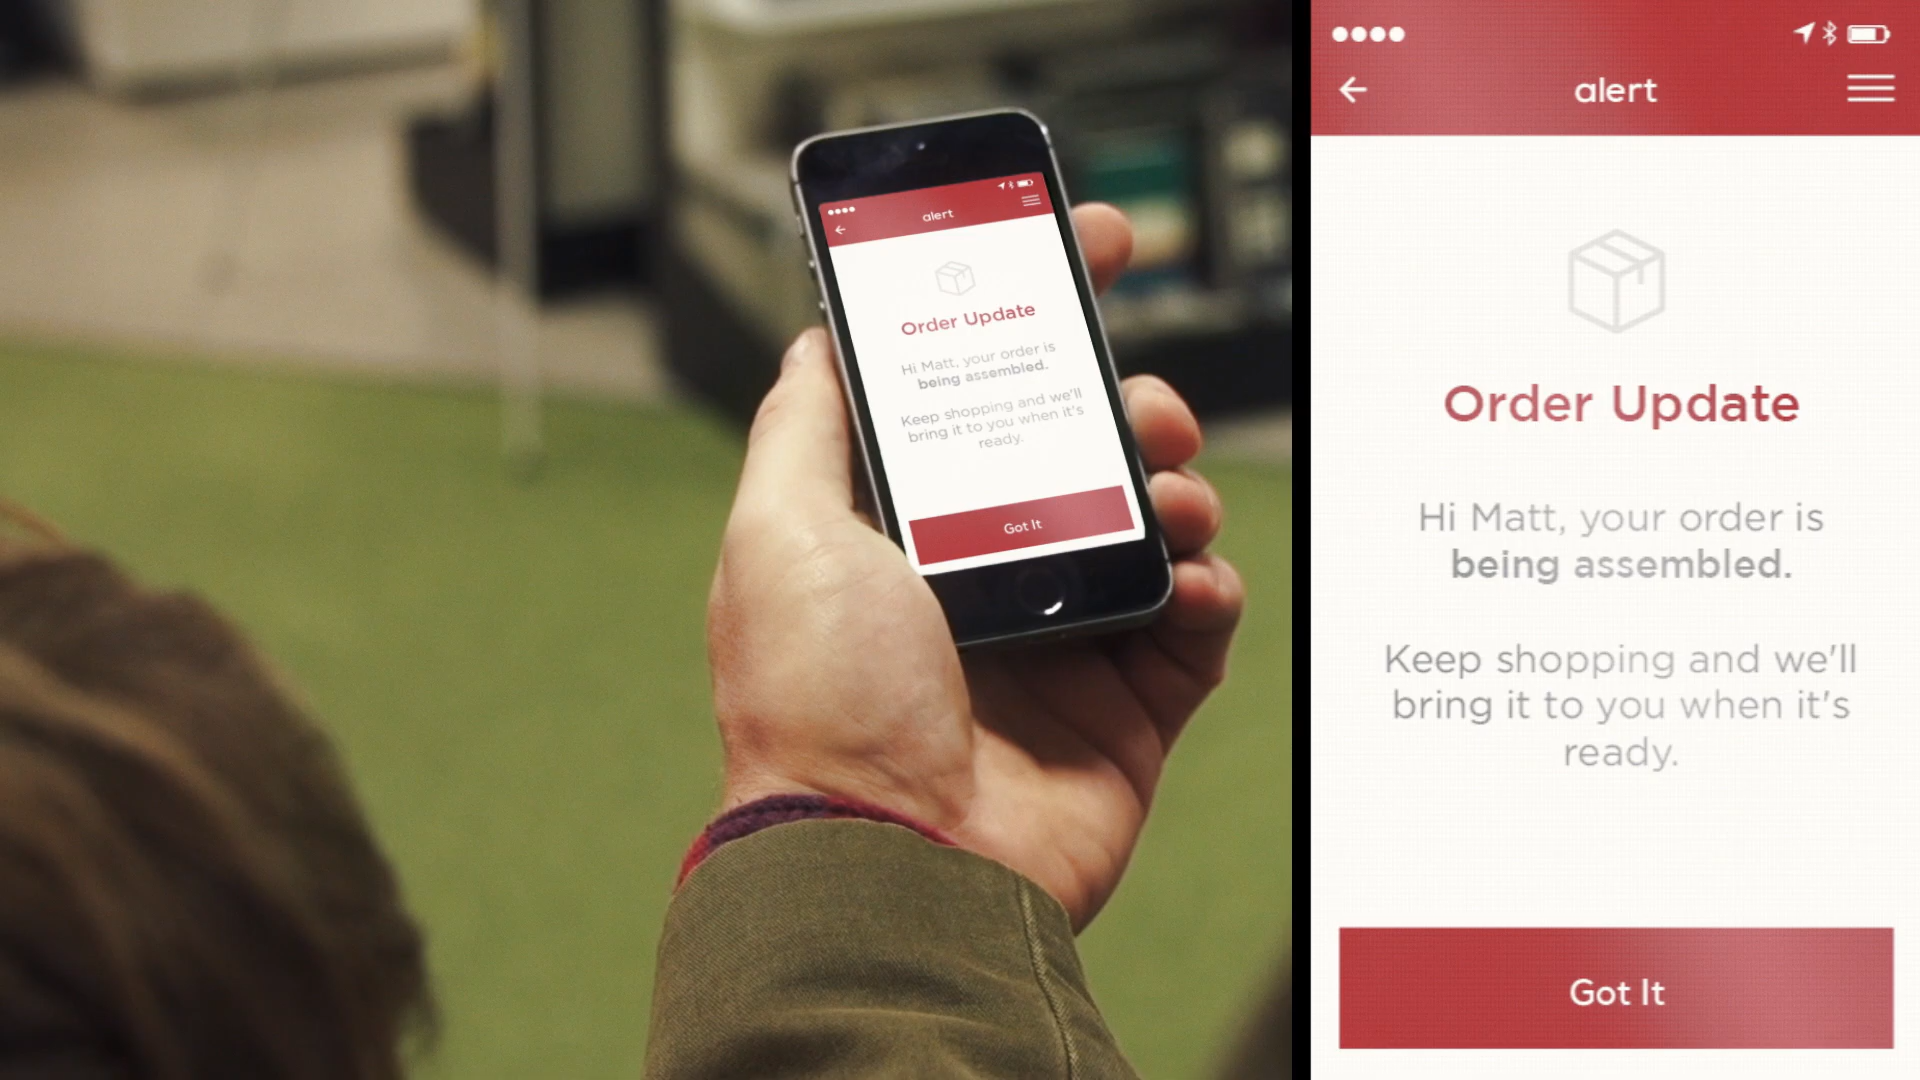 alert
Order Update
Hi Matt, your order is
being assembled.
Keep shopping and we'll
bring it to you when it's
ready.
Got It
alert
Order Update
Hi Matt, your order is
being assembled.
Keep shopping and we'll
bring it to you when it's
ready.
Got It